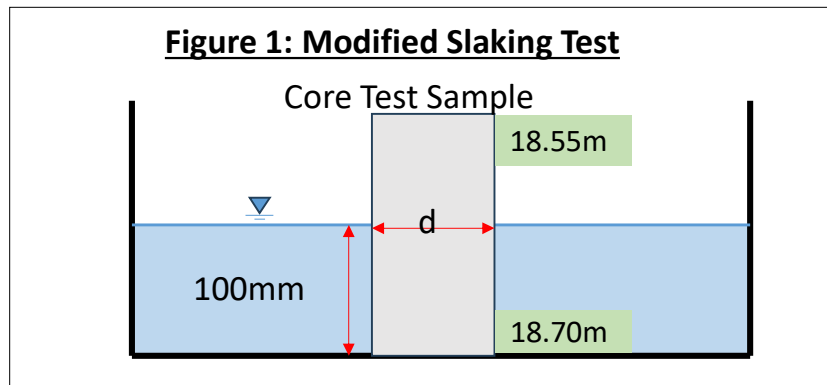 Figure 1: Modified Slaking Test
Core Test Sample
18.55m
d
100mm
18.70m